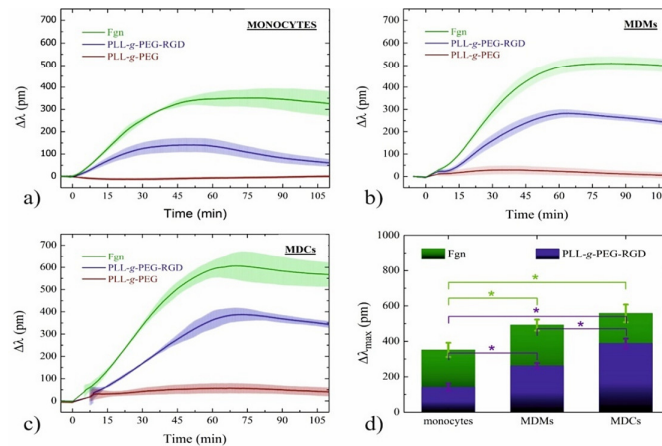 700
MONOCYTES
600
Fgn
PLL-g-PEG-RGD
500
PLL-g-PEG
400
300
200
100
0
Δλ (pm)
0 15 30 45 60 75 90 105
a)
Time (min)
700
MDMs
600
Fgn
PLL-g-PEG-RGD
500
PLL-g-PEG
400
300
200
100
0
Δλ (pm)
0 15 30 45 60 75 90 105
b)
Time (min)
700
MDCs
600
Fgn
PLL-g-PEG-RGD
500
PLL-g-PEG
400
300
200
100
0
Δλ (pm)
0 15 30 45 60 75 90 105
c)
Time (min)
1000
Fgn PLL-g-PEG-RGD
800
600
400
200
0
Δλmax (pm)
* * * * *
monocytes MDMs MDCs
d)